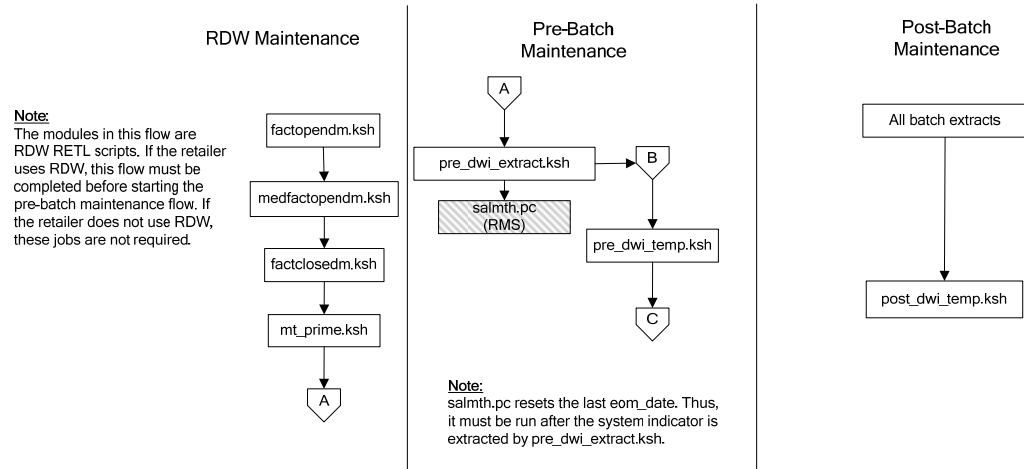 RDW Maintenance
Note:
The modules in this flow are
RDW RETL scripts. If the retailer
uses RDW, this flow must be
completed before starting the
pre-batch maintenance flow. If
the retailer does not use RDW,
these jobs are not required.
factopendm.ksh
medfactopendm.ksh
factclosedm.ksh
mt_prime.ksh
A
Pre-Batch
Maintenance
A
pre_dwi_extract.ksh
B
salmth.pc
(RMS)
pre_dwi_temp.ksh
C
Note:
salmth.pc resets the last eom_date. Thus,
it must be run after the system indicator is
extracted by pre_dwi_extract.ksh.
Post-Batch
Maintenance
All batch extracts
post_dwi_temp.ksh